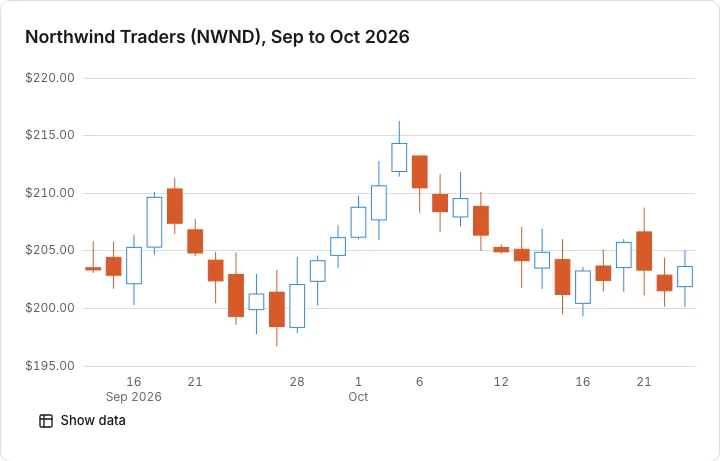 Northwind Traders (NWND), Sep to Oct 2026
$220.00
$215.00
$210.00
$205.00
$200.00
$195.00
16 21 28 1 6 12 16 21
Sep 2026 Oct
Show data